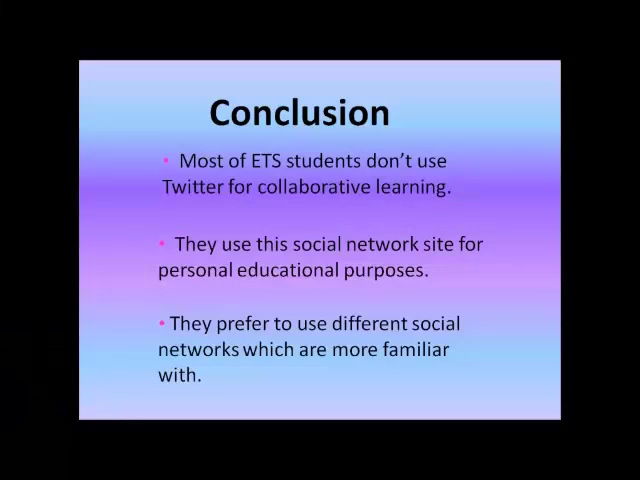 Conclusion
• Most of ETS students don't use
Twitter for collaborative learning.
• They use this social network site for
personal educational purposes.
• They prefer to use different social
networks which are more familiar
with.